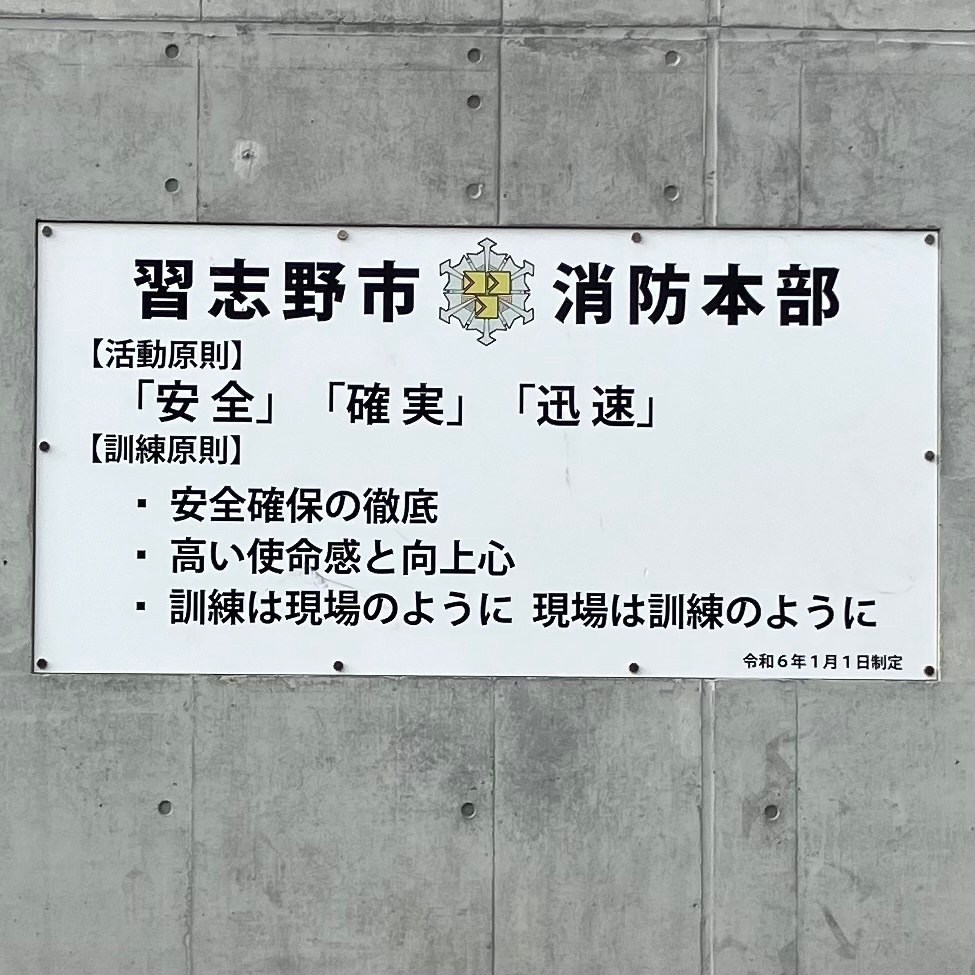 習志野市 消防本部
【活動原則】
「安全」「確実」「迅速」
【訓練原則】
・安全確保の徹底
・高い使命感と向上心
・訓練は現場のように 現場は訓練のように
令和６年１月１日制定